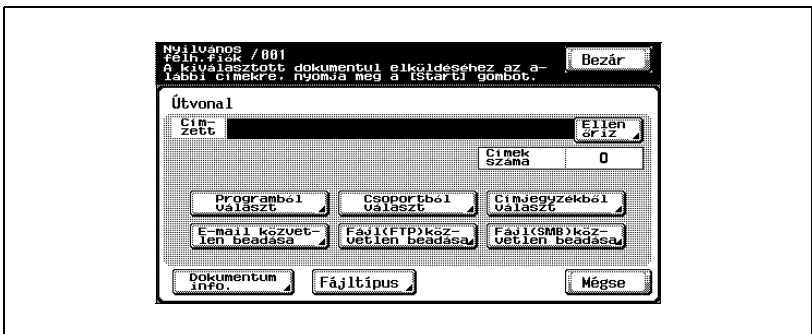 Nyilvános
felh.fiók /001
A kiválasztott dokumentul elküldéséhez az a-
lábbi címekre, nyomja meg a [Start] gombot.
Bezár
Útvonal
Cím-
zett
Ellen
őriz
Címek
száma
0
Programból
választ
Csoportból
választ
Címjegyzékből
választ
E-mail közvet-
len beadása
Fájl(FTP)köz-
vetlen beadása
Fájl(SMB)köz-
vetlen beadása
Dokumentum
info.
Fájltípus
Mégse